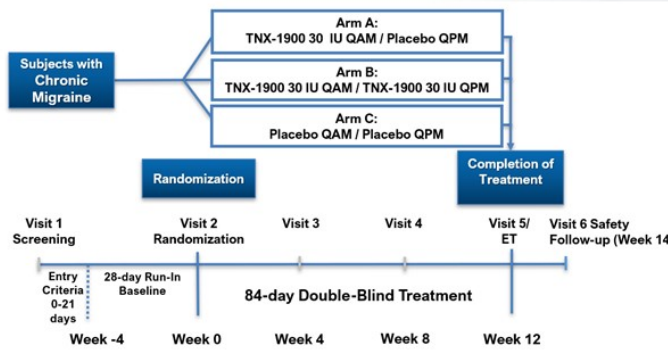 Subjects with
Chronic
Migraine
Arm A:
TNX-1900 30 IU QAM / Placebo QPM
Arm B:
TNX-1900 30 IU QAM / TNX-1900 30 IU QPM
Arm C:
Placebo QAM / Placebo QPM
Randomization
Completion of
Treatment
Visit 1
Screening
Visit 2
Randomization
Visit 3
Visit 4
Visit 5/
ET
Visit 6 Safety
Follow-up (Week 14
Entry
Criteria
0-21
days
28-day Run-In
Baseline
84-day Double-Blind Treatment
Week -4
Week 0
Week 4
Week 8
Week 12